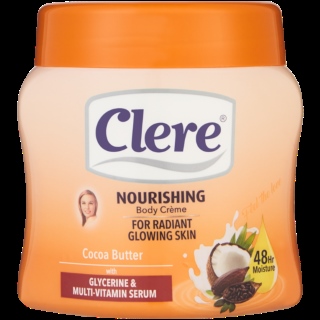 Clere®
NOURISHING
Body Crème
FOR RADIANT
GLOWING SKIN
Cocoa Butter
with
GLYCERINE &
MULTI-VITAMIN SERUM
48Hr
Moisture